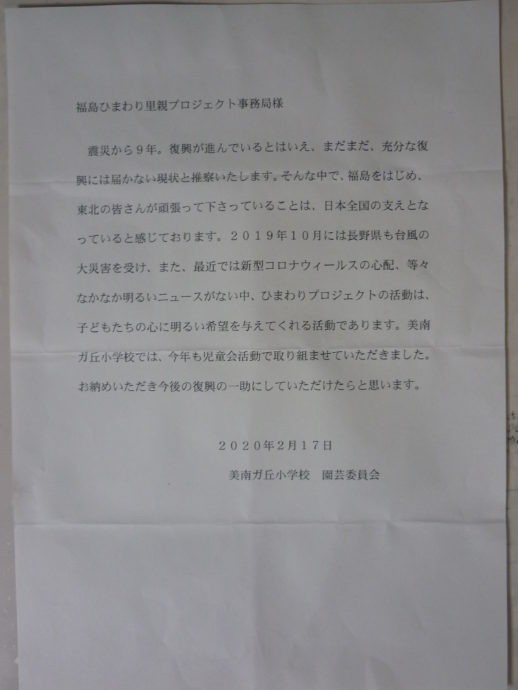 福島ひまわり里親プロジェクト事務局様
震災から９年。復興が進んでいるとはいえ、まだまだ、充分な復
興には届かない現状と推察いたします。そんな中で、福島をはじめ、
東北の皆さんが頑張って下さっていることは、日本全国の支えとな
っていると感じております。２０１９年１０月には長野県も台風の
大災害を受け、また、最近では新型コロナウィールスの心配、等々
なかなか明るいニュースがない中、ひまわりプロジェクトの活動は、
子どもたちの心に明るい希望を与えてくれる活動であります。美南
ガ丘小学校では、今年も児童会活動で取り組ませていただきました。
お納めいただき今後の復興の一助にしていただけたらと思います。
２０２０年２月１７日
美南ガ丘小学校　園芸委員会